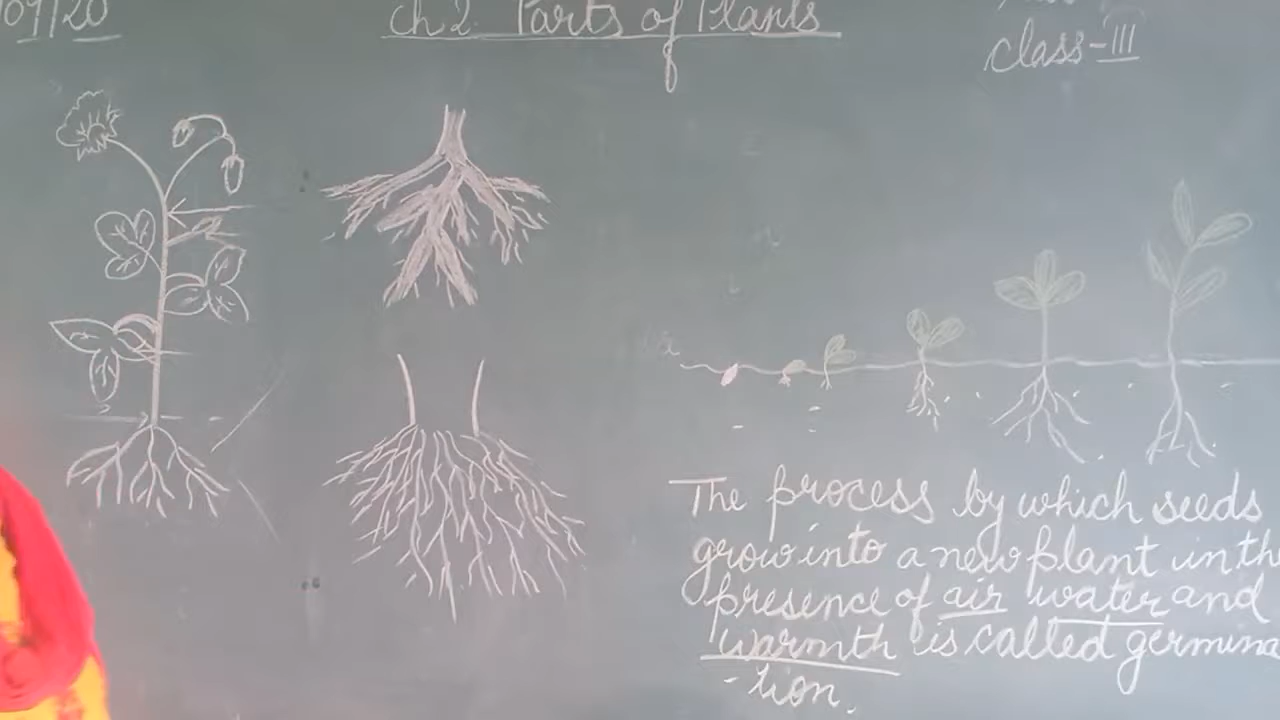 09/20
Ch 2. Parts of Plants
class-III
The process by which seeds
grow into a new plant in th
presence of air water and
warmth is called germina
-tion.